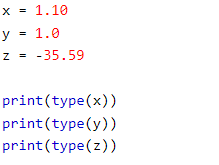 x = 1.10
y = 1.0
z = -35.59
print(type(x))
print(type(y))
print(type(z))